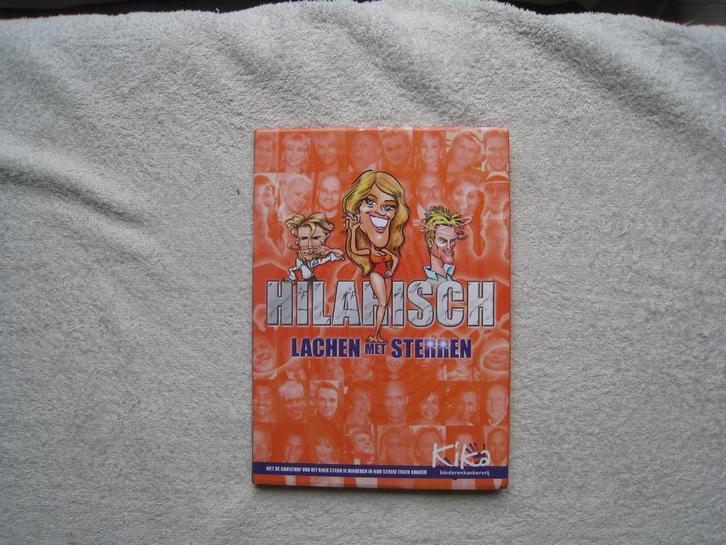 HILARISCH
LACHEN MET STERREN
KiKa
kinderenkankervrij
MET DE AANSCHAF VAN DIT BOEK STEUN JE KINDEREN IN HUN STRIJD TEGEN KANKER